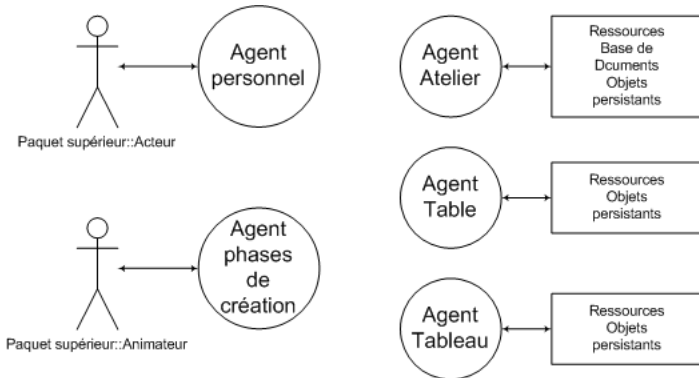 Agent
personnel
Paquet supérieur::Acteur
Agent
Atelier
Ressources
Base de
Dcuments
Objets
persistants
Agent
Table
Ressources
Objets
persistants
Agent
phases
de
création
Paquet supérieur::Animateur
Agent
Tableau
Ressources
Objets
persistants